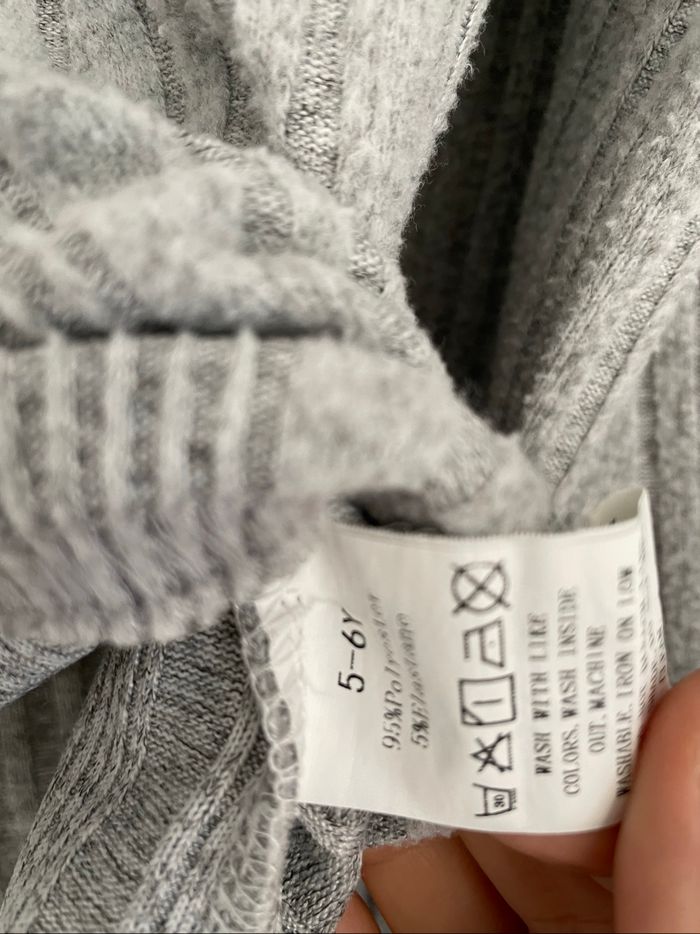 5-6Y
95%Polyester
5%Elastane
30
WASH WITH LIKE
COLORS. WASH INSIDE
OUT. MACHINE
WASHABLE. IRON ON LOW